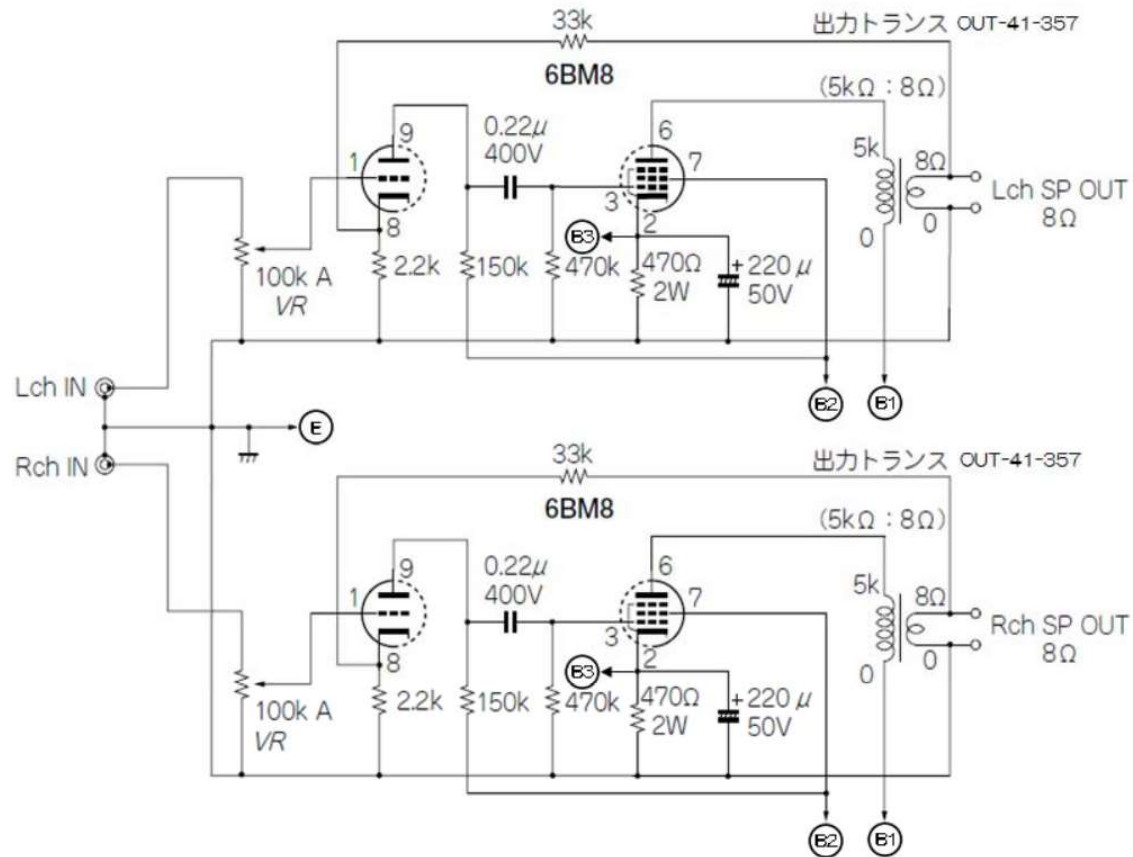 33k
出力トランス OUT-41-357
6BM8
(5kΩ : 8Ω)
9
0.22μ
400V
6
7
1
3
2
8
5k
8Ω
0
0
Lch SP OUT
8Ω
B3
100k A
VR
2.2k
150k
470k
470Ω
2W
+220μ
50V
Lch IN
B2
B1
E
Rch IN
33k
出力トランス OUT-41-357
6BM8
(5kΩ : 8Ω)
9
0.22μ
400V
6
7
1
3
2
8
5k
8Ω
0
0
Rch SP OUT
8Ω
B3
100k A
VR
2.2k
150k
470k
470Ω
2W
+220μ
50V
B2
B1